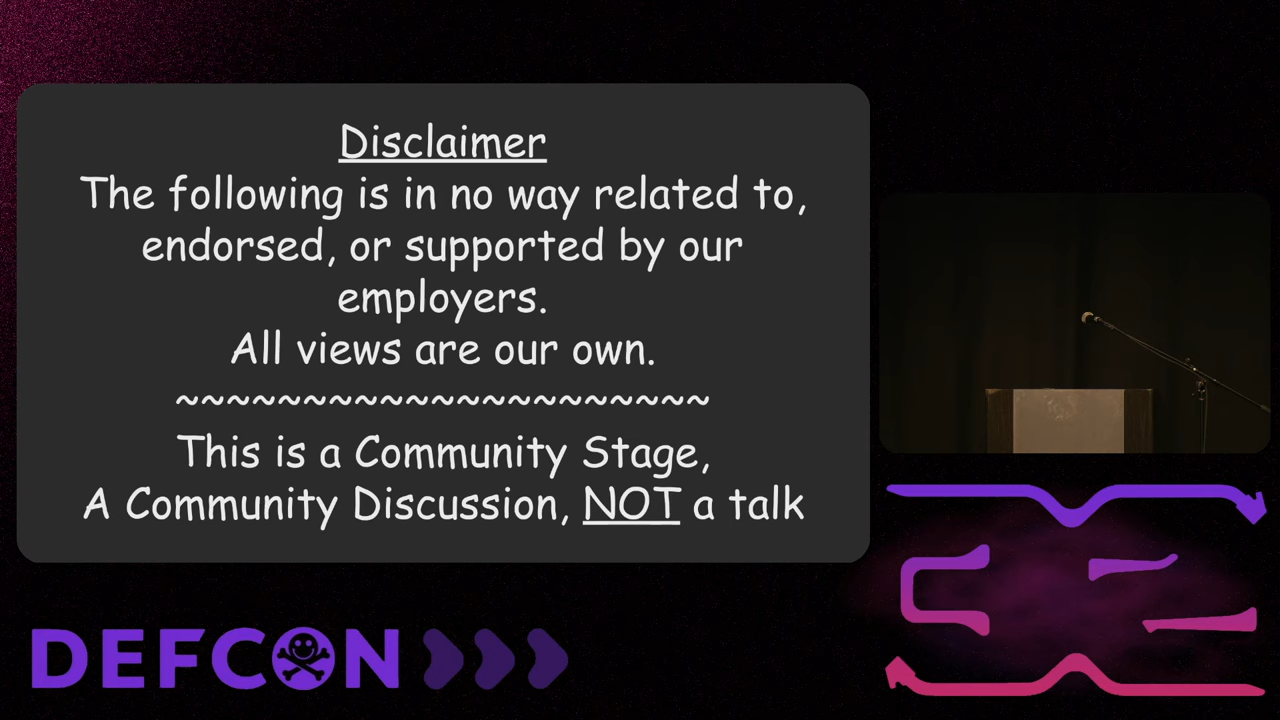 Disclaimer
The following is in no way related to,
endorsed, or supported by our
employers.
All views are our own.
~~~~~~~~~~~~~~~~~~~~~
This is a Community Stage,
A Community Discussion, NOT a talk
DEFCON